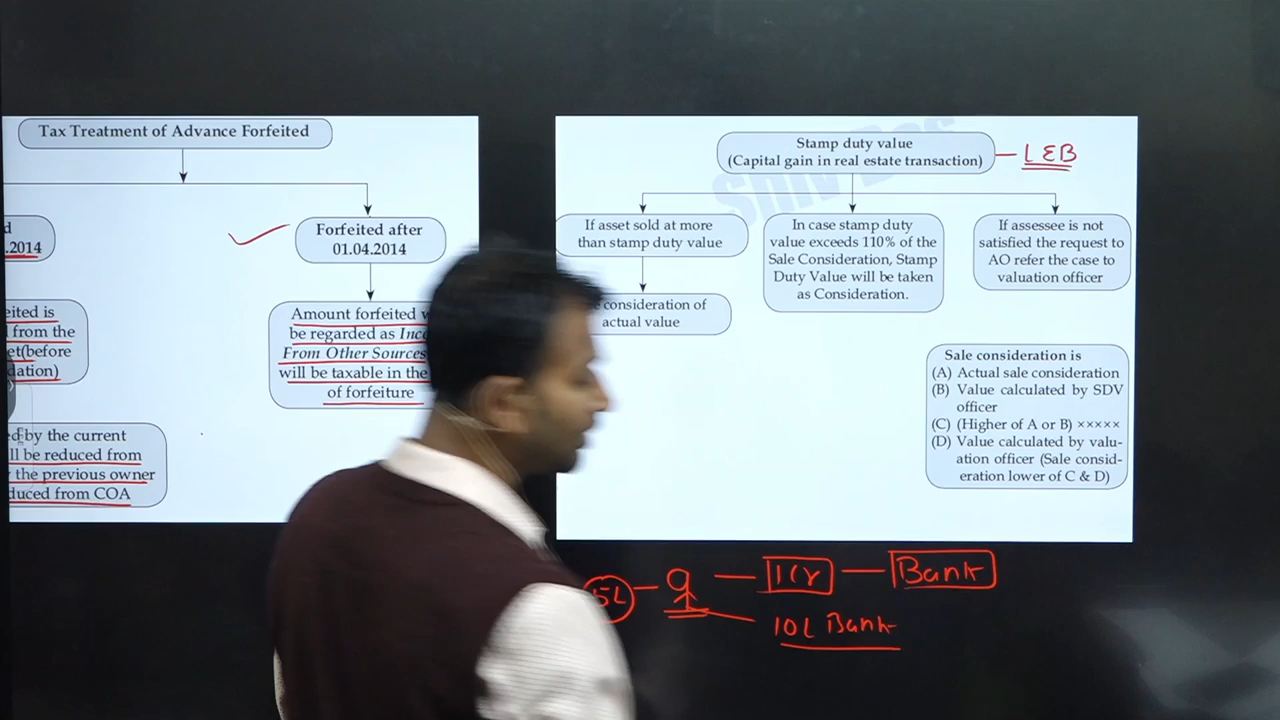 Tax Treatment of Advance Forfeited
d
.2014
Forfeited after
01.04.2014
eited is
from the
et(before
dation)
Amount forfeited
be regarded as Inc
From Other Sources
will be taxable in the
of forfeiture
ed by the current
ll be reduced from
the previous owner
duced from COA
Stamp duty value
(Capital gain in real estate transaction)
L&B
If asset sold at more
than stamp duty value
consideration of
actual value
In case stamp duty
value exceeds 110% of the
Sale Consideration, Stamp
Duty Value will be taken
as Consideration.
If assessee is not
satisfied the request to
AO refer the case to
valuation officer
Sale consideration is
(A) Actual sale consideration
(B) Value calculated by SDV
officer
(C) (Higher of A or B) ×××××
(D) Value calculated by valu-
ation officer (Sale consid-
eration lower of C & D)
5L
1Cr
Bank
10L Bank